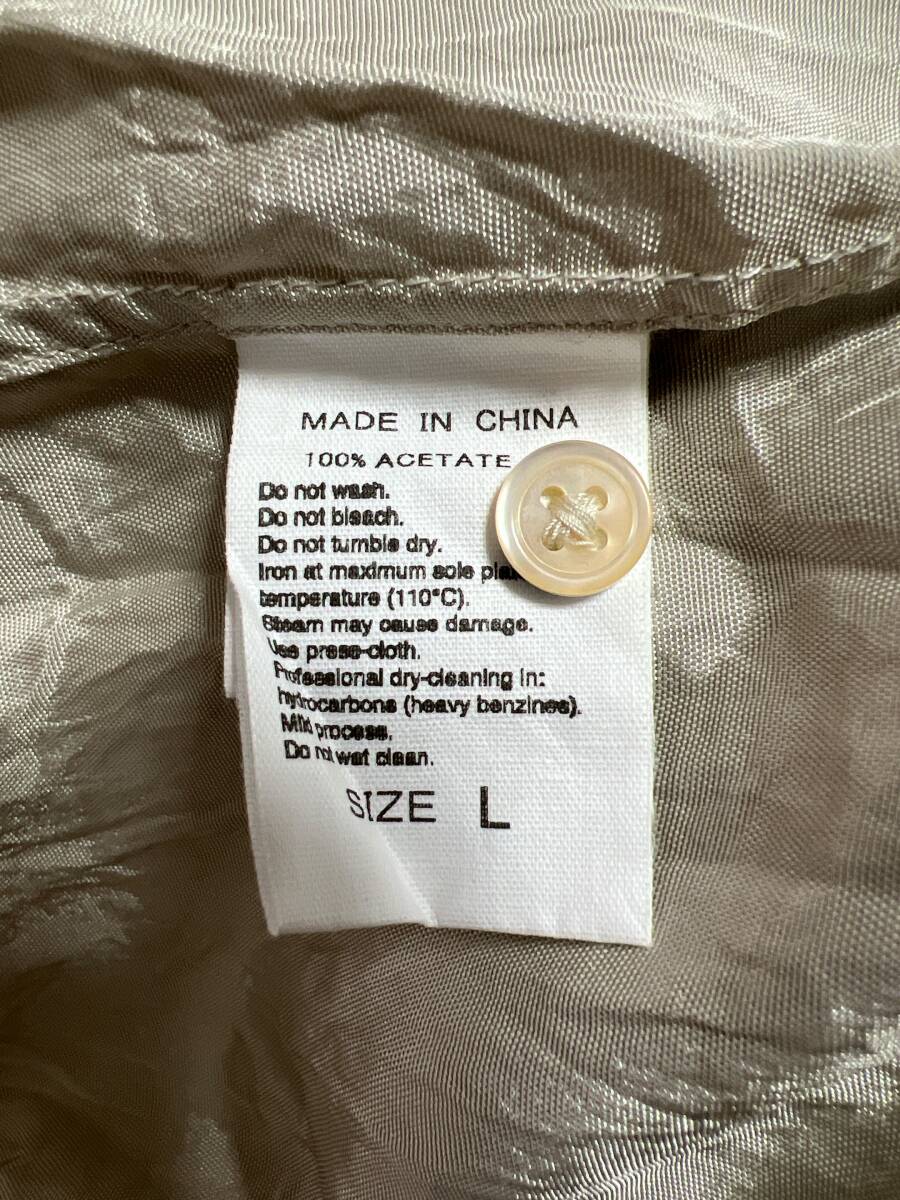 MADE IN CHINA
100% ACETATE
Do not wash.
Do not bleach.
Do not tumble dry.
Iron at maximum sole
temperature (110°C).
Steam may cause damage.
Use press-cloth.
Professional dry-cleaning in:
hydrocarbons (heavy benzines).
Mild process.
Do not wet clean.
SIZE L